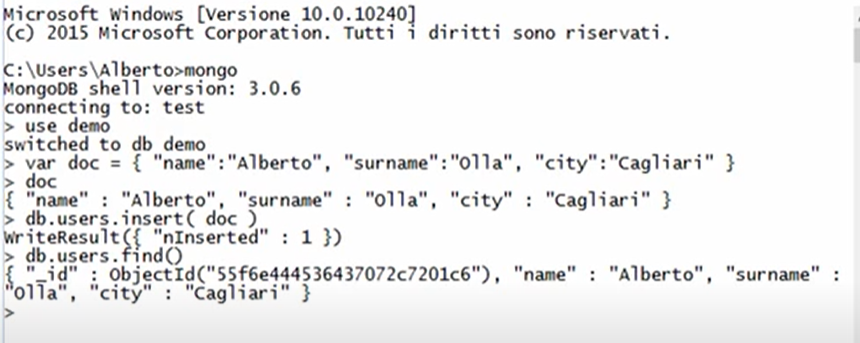 Microsoft Windows [Versione 10.0.10240]
(c) 2015 Microsoft Corporation. Tutti i diritti sono riservati.
C:\Users\Alberto>mongo
MongoDB shell version: 3.0.6
connecting to: test
> use demo
switched to db demo
> var doc = { "name":"Alberto", "surname":"Olla", "city":"Cagliari" }
> doc
{ "name" : "Alberto", "surname" : "Olla", "city" : "Cagliari" }
> db.users.insert( doc )
WriteResult({ "nInserted" : 1 })
> db.users.find()
{ "_id" : ObjectId("55f6e444536437072c7201c6"), "name" : "Alberto", "surname" :
"Olla", "city" : "Cagliari" }
>